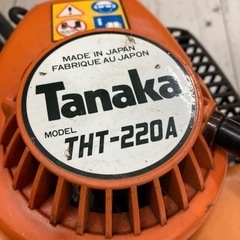 MADE IN JAPAN
FABRIQUE AU JAPON
Tanaka
MODEL
THT-220A